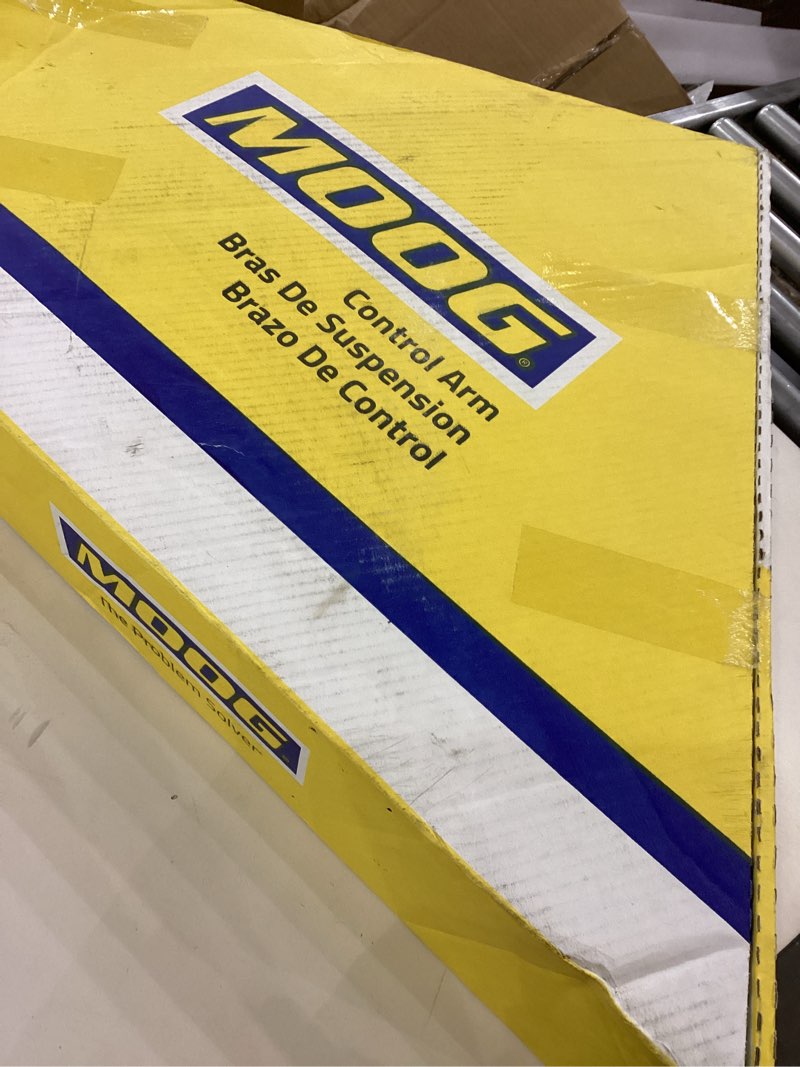 MOOG®
Control Arm
Bras De Suspension
Brazo De Control
MOOG
The Problem Solver